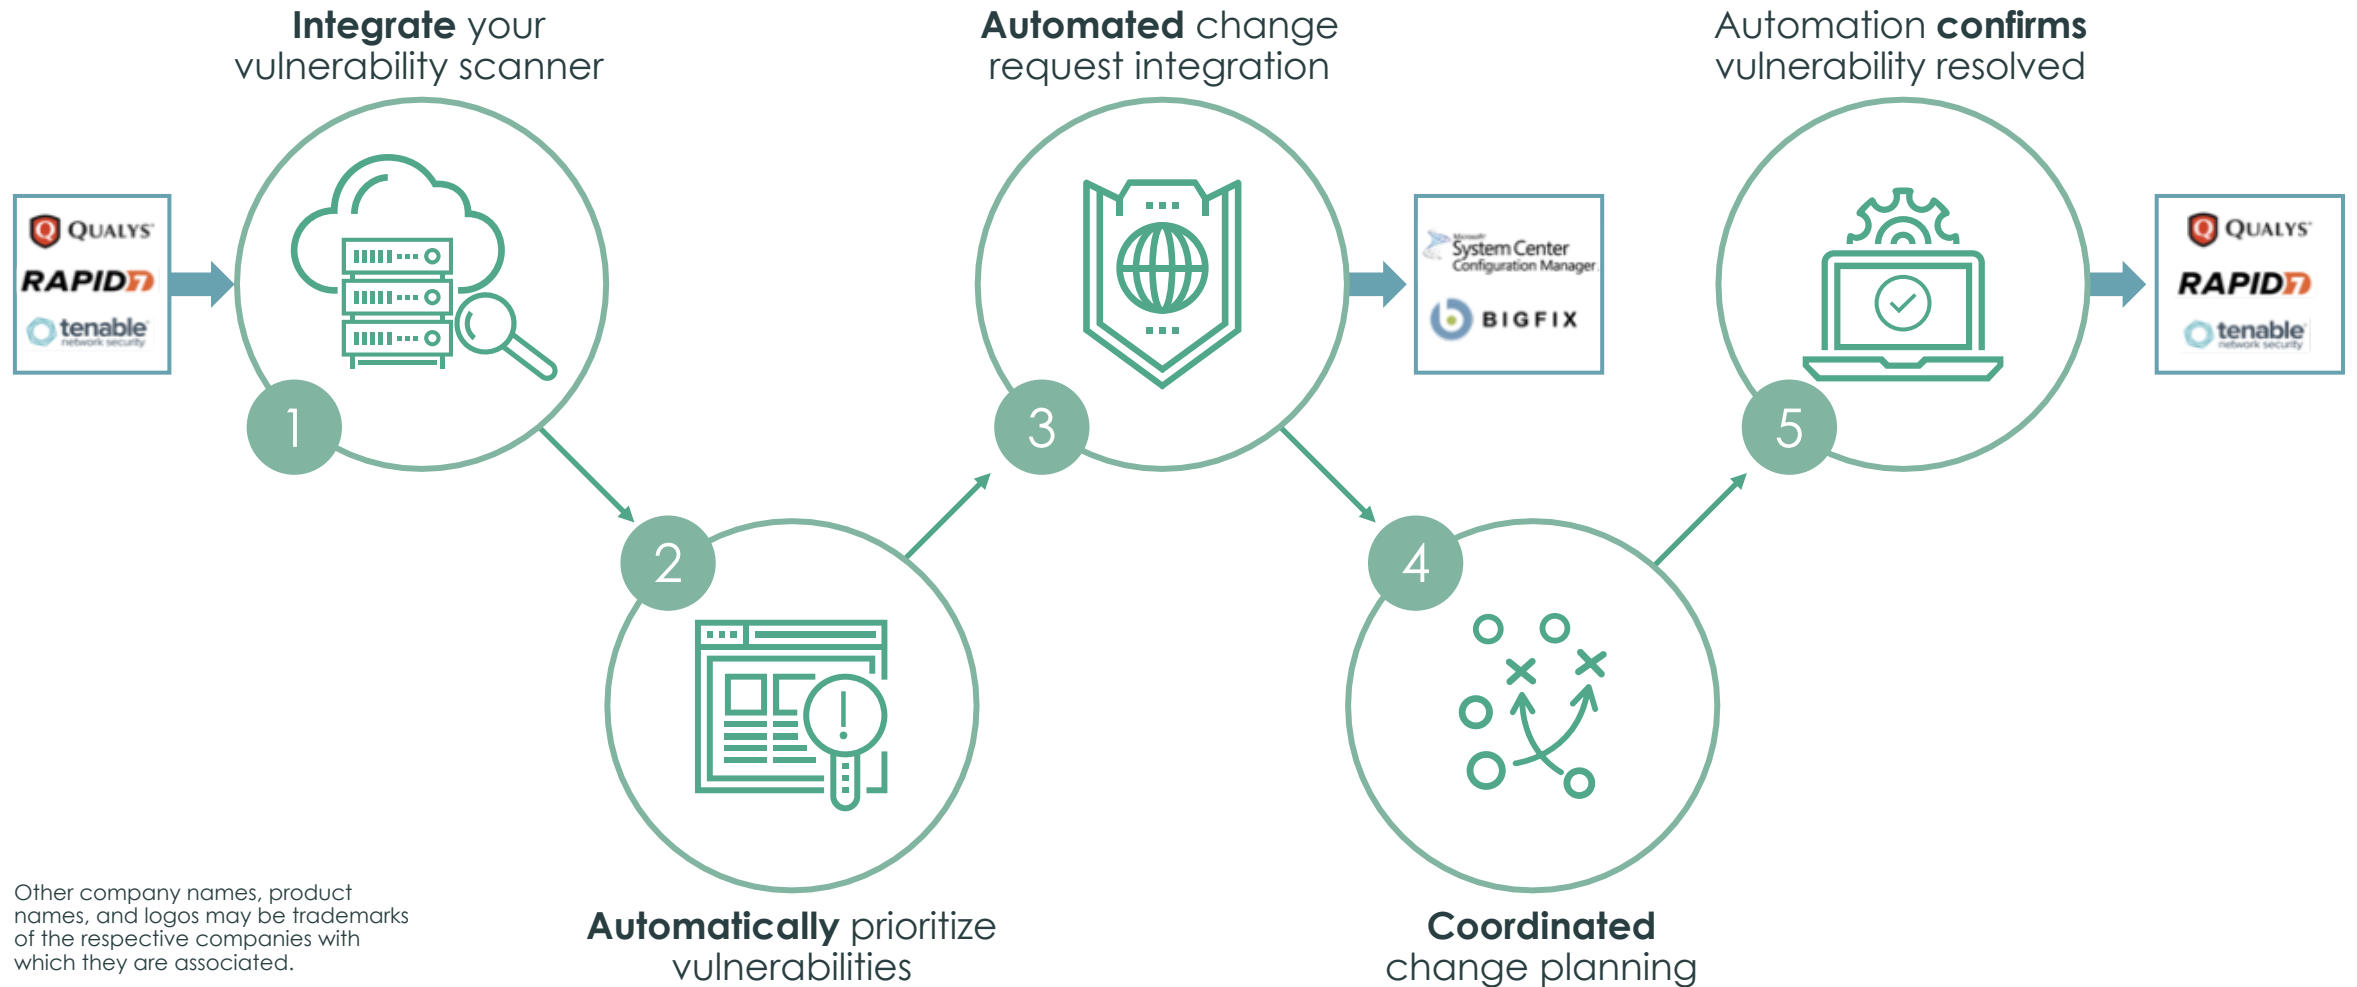 Integrate your
vulnerability scanner
QUALYS
RAPID7
tenable
network security
1
Automatically prioritize
vulnerabilities
2
Automated change
request integration
3
Microsoft
System Center
Configuration Manager
BIGFIX
Coordinated
change planning
4
Automation confirms
vulnerability resolved
5
QUALYS
RAPID7
tenable
network security
Other company names, product
names, and logos may be trademarks
of the respective companies with
which they are associated.